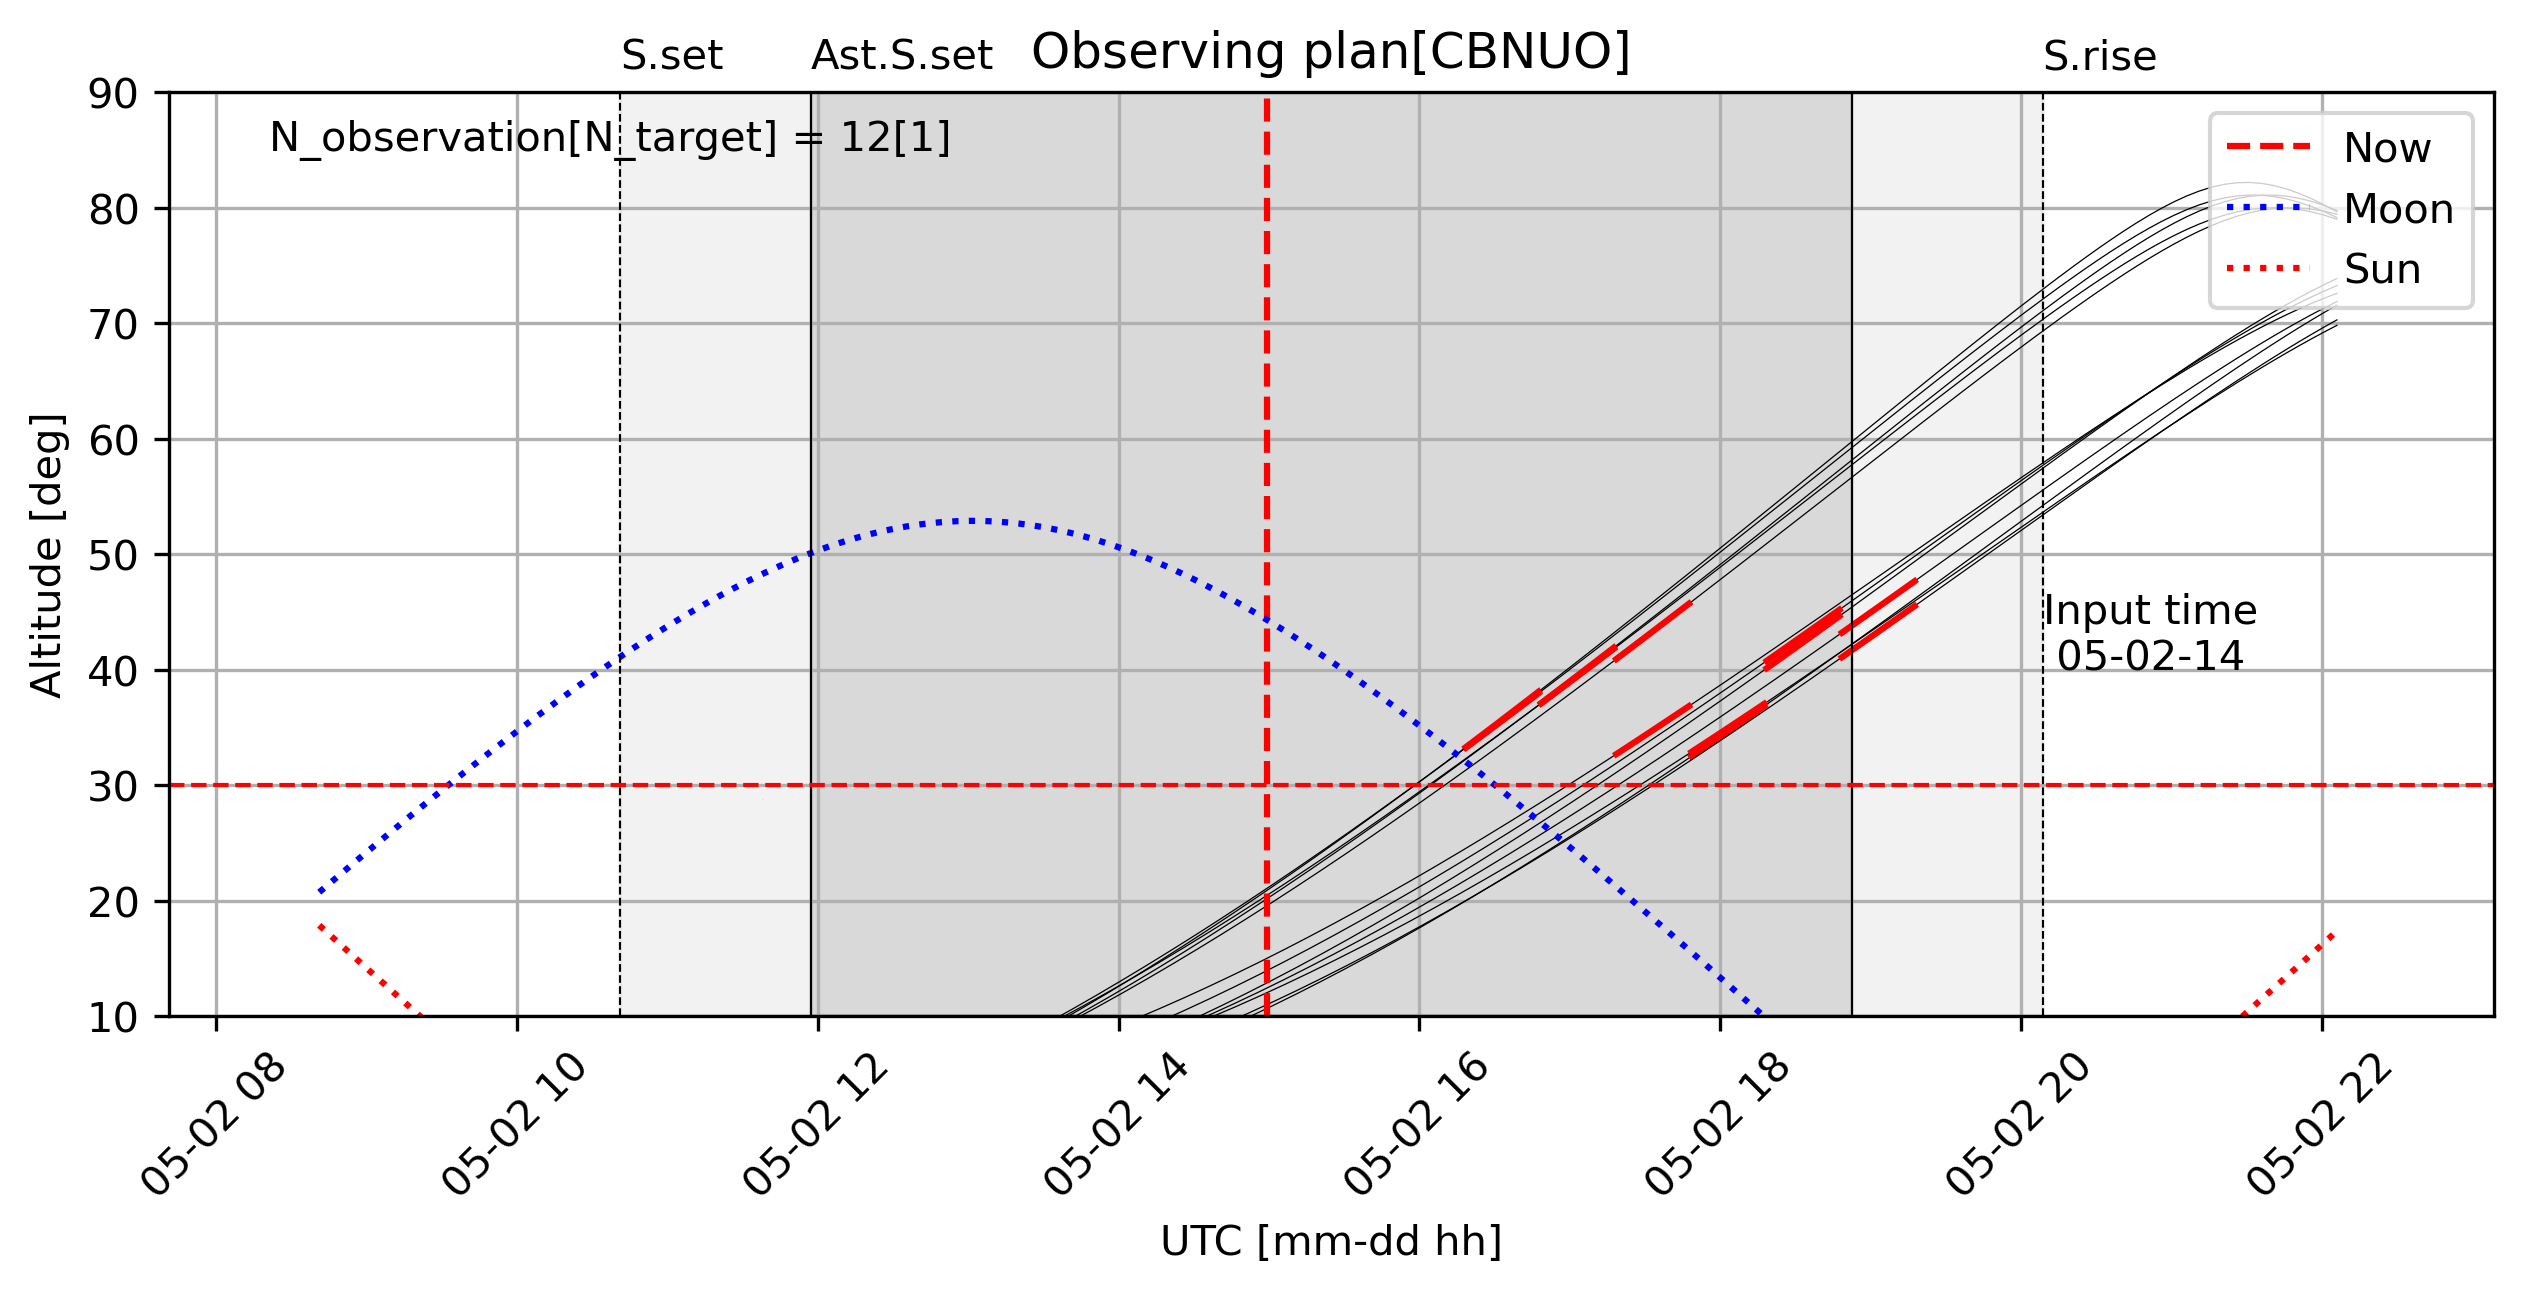 S.set
Ast.S.set
Observing plan[CBNUO]
S.rise
N_observation[N_target] = 12[1]
Now
Moon
Sun
Input time
05-02-14
Altitude [deg]
90
80
70
60
50
40
30
20
10
05-02 08
05-02 10
05-02 12
05-02 14
05-02 16
05-02 18
05-02 20
05-02 22
UTC [mm-dd hh]